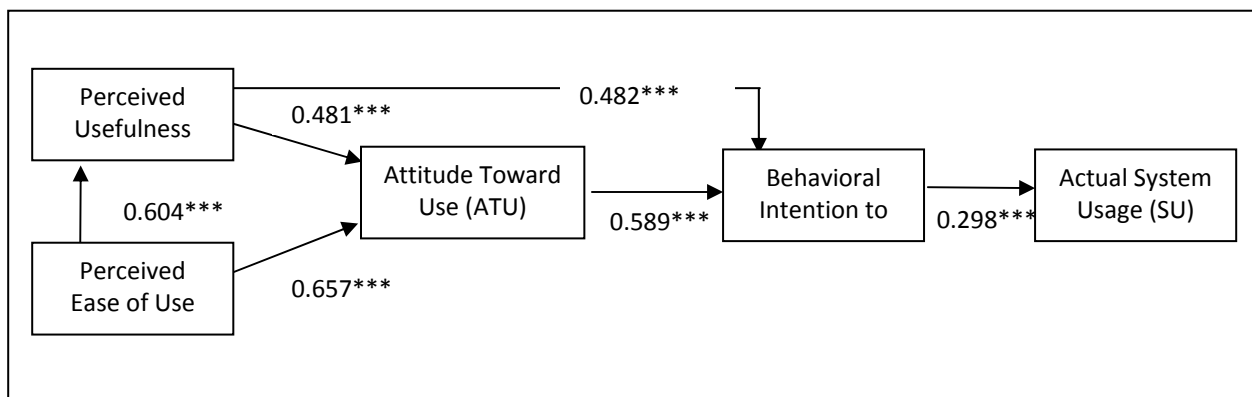 Perceived
Usefulness
0.481***
0.482***
Attitude Toward
Use (ATU)
0.589***
Behavioral
Intention to
0.298***
Actual System
Usage (SU)
0.604***
Perceived
Ease of Use
0.657***